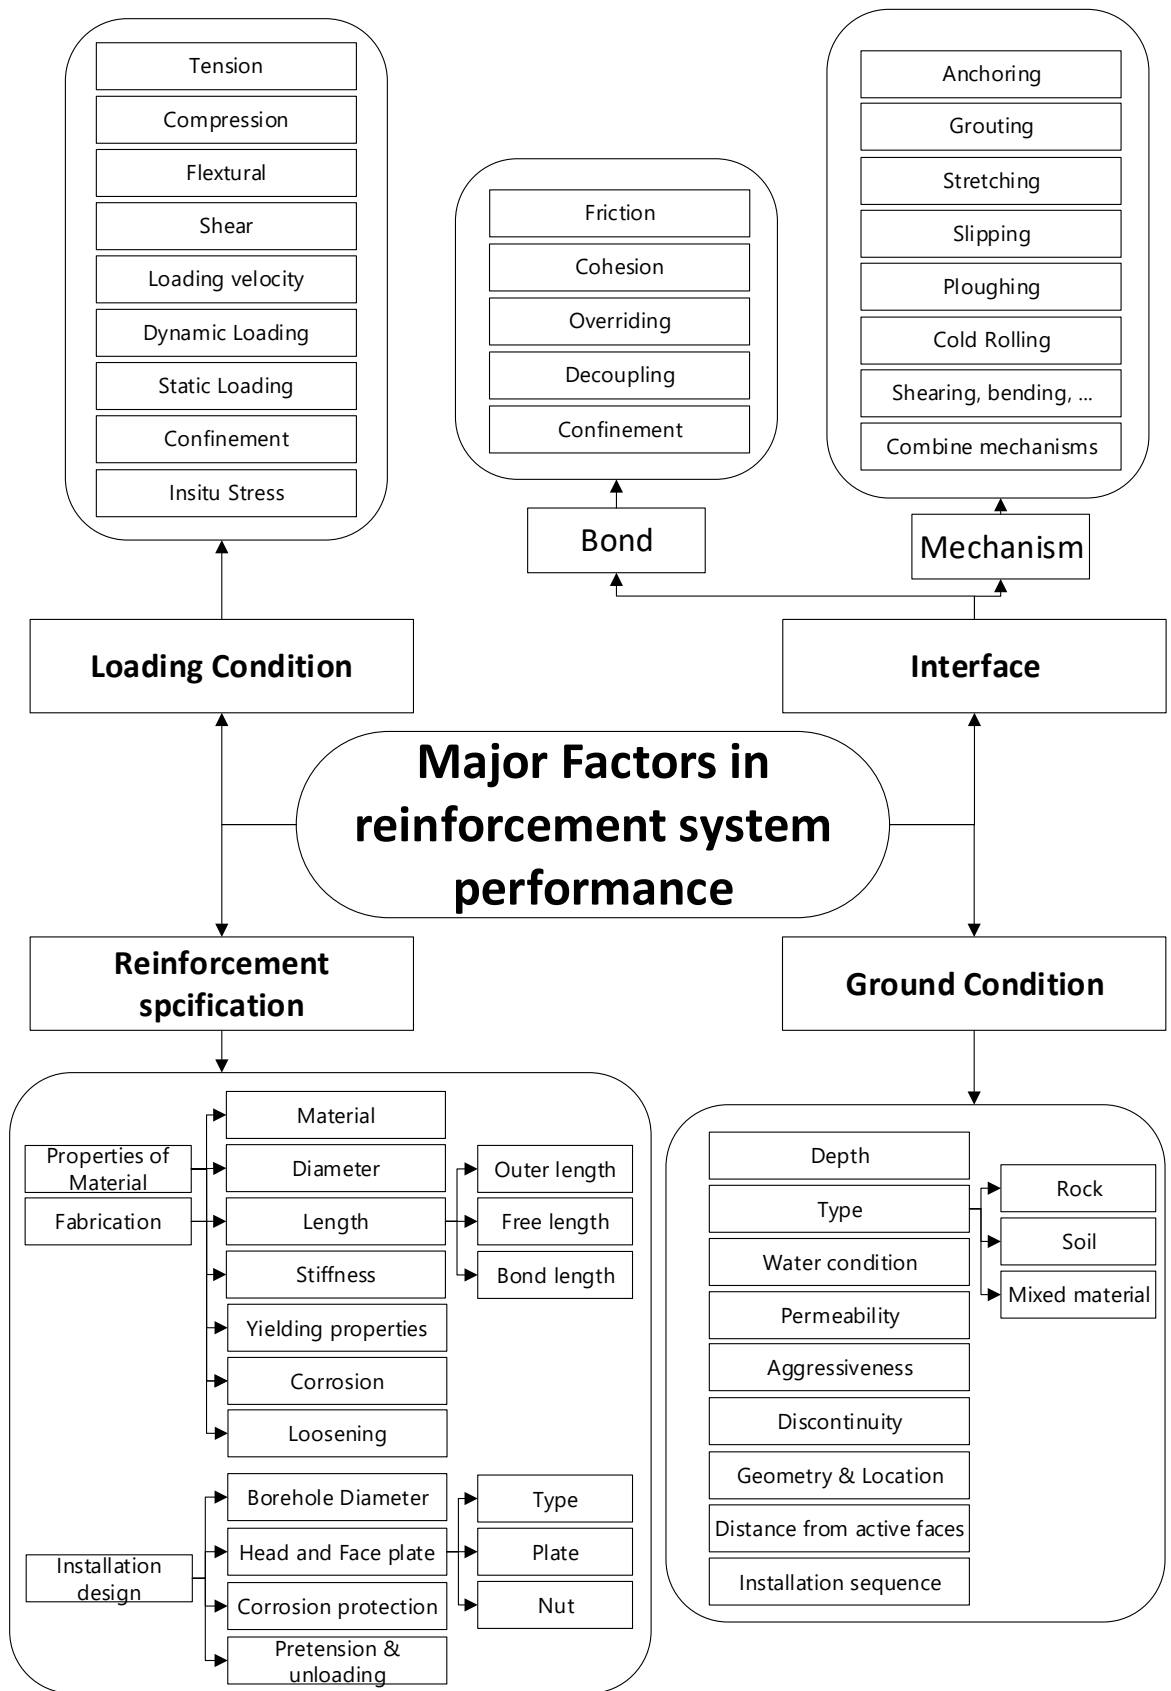 Tension
Compression
Flextural
Shear
Loading velocity
Dynamic Loading
Static Loading
Confinement
Insitu Stress
Friction
Cohesion
Overriding
Decoupling
Confinement
Bond
Anchoring
Grouting
Stretching
Slipping
Ploughing
Cold Rolling
Shearing, bending, ...
Combine mechanisms
Mechanism
Loading Condition
Interface
Major Factors in
reinforcement system
performance
Reinforcement
spcification
Ground Condition
Properties of
Material
Fabrication
Material
Diameter
Length
Stiffness
Yielding properties
Corrosion
Loosening
Outer length
Free length
Bond length
Installation
design
Borehole Diameter
Head and Face plate
Corrosion protection
Pretension &
unloading
Type
Plate
Nut
Depth
Type
Water condition
Permeability
Aggressiveness
Discontinuity
Geometry & Location
Distance from active faces
Installation sequence
Rock
Soil
Mixed material